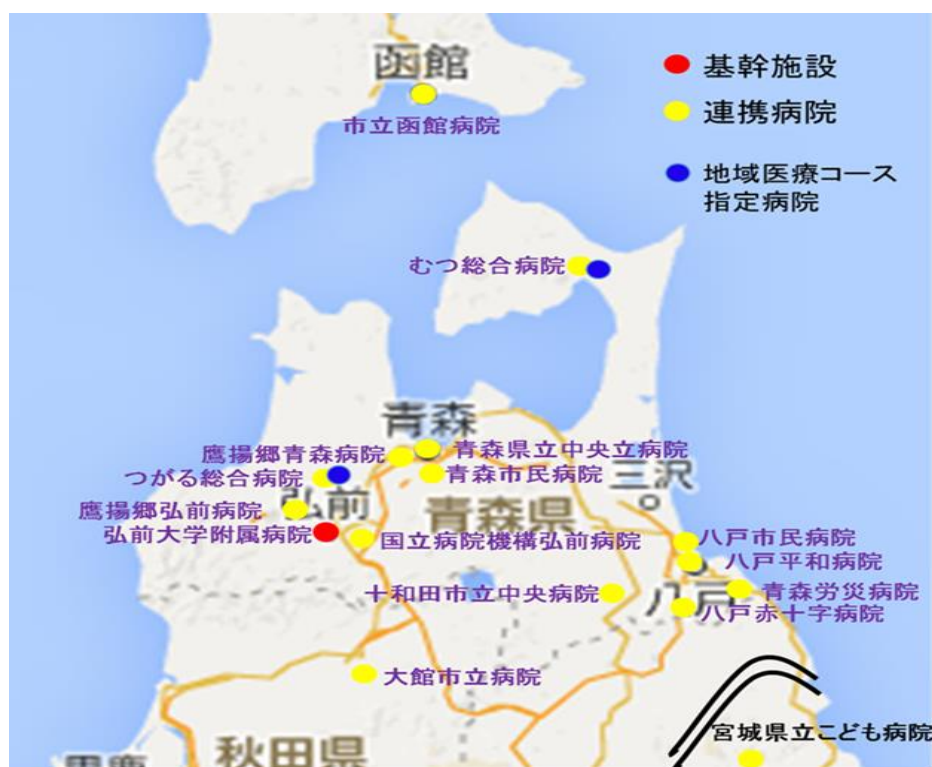 函館
基幹施設
連携病院
市立函館病院
地域医療コース
指定病院
むつ総合病院
青森
鷹揚郷青森病院
青森県立中央立病院
つがる総合病院
青森市民病院
三沢
弘前
鷹揚郷弘前病院
青森県
弘前大学附属病院
国立病院機構弘前病院
八戸市民病院
八戸平和病院
十和田市立中央病院
八戸
青森労災病院
八戸赤十字病院
大館市立病院
宮城県立こども病院
秋田県